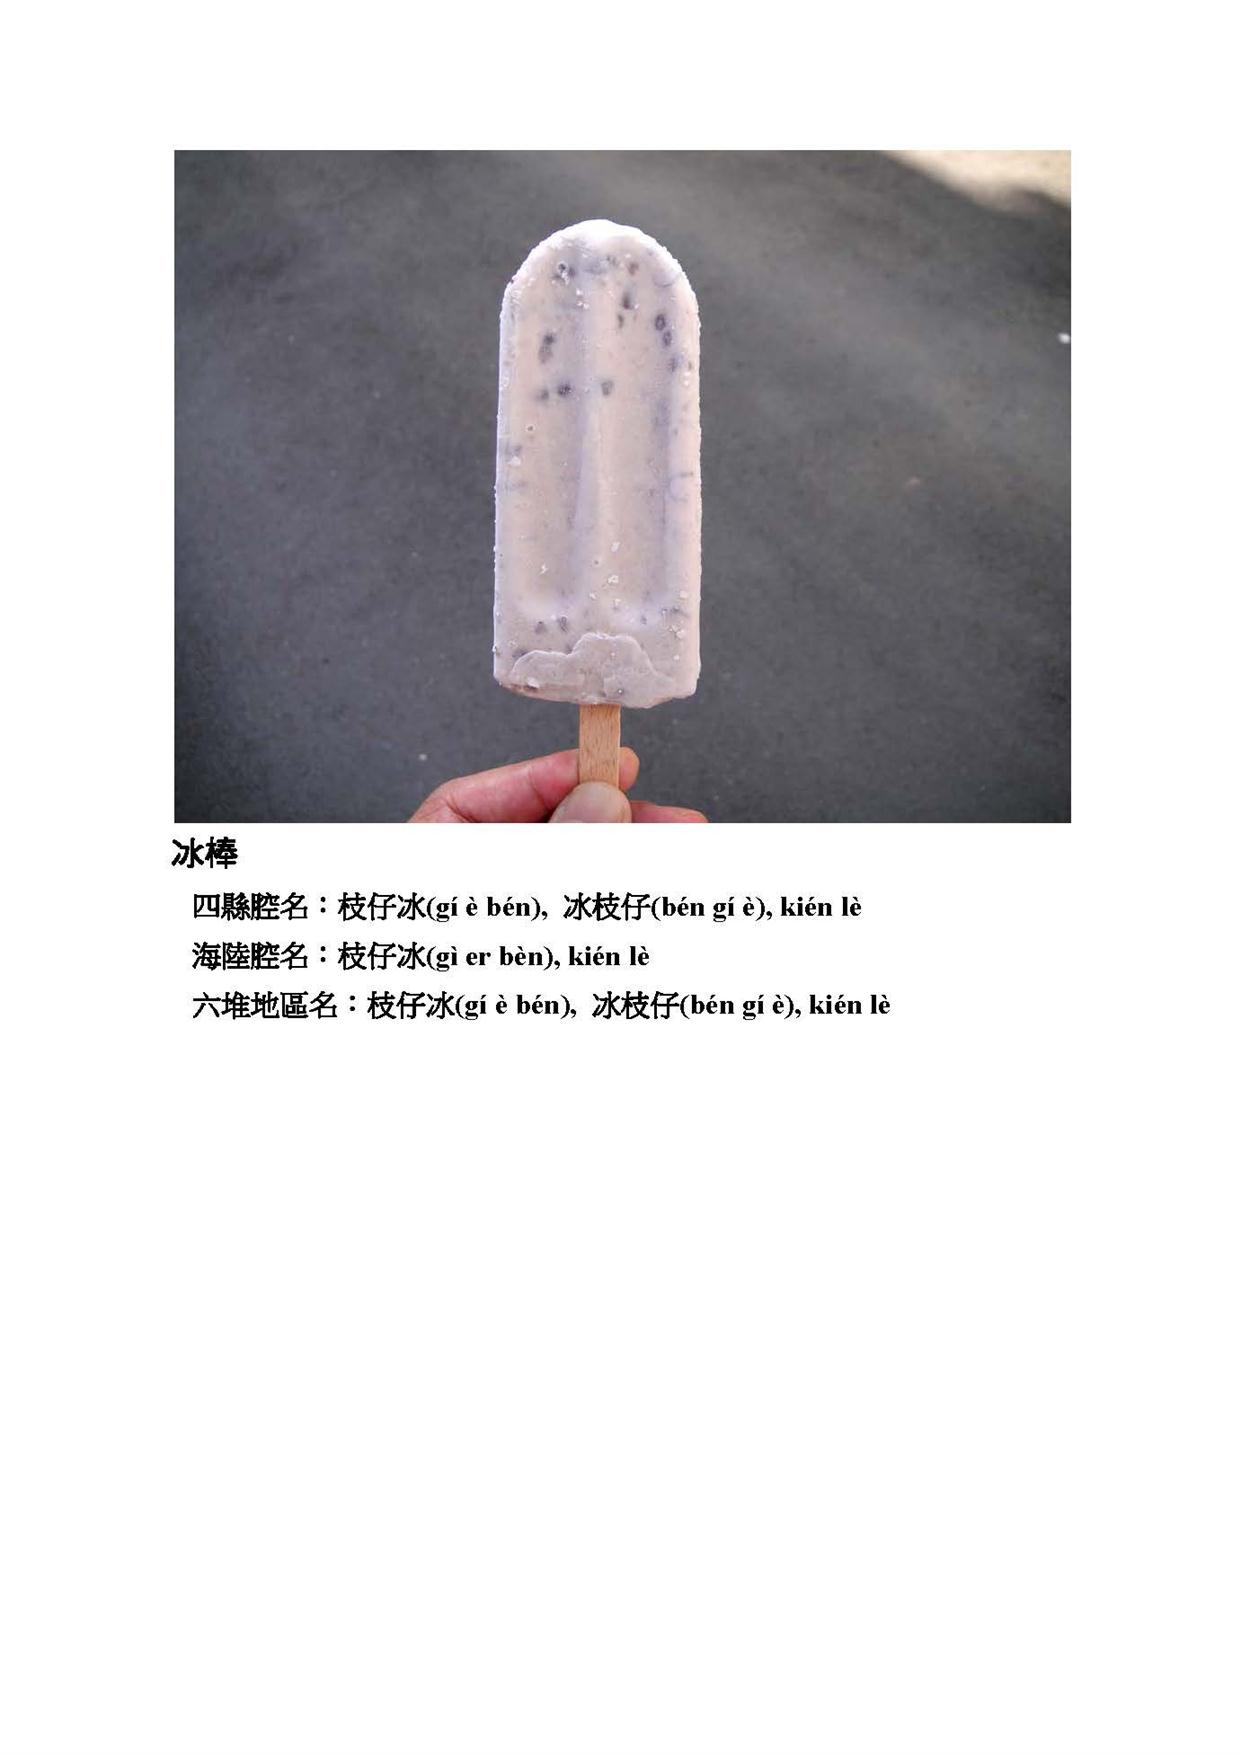 冰棒
四縣腔名：枝仔冰(gí è bén), 冰枝仔(bén gí è), kién lè
海陸腔名：枝仔冰(gì er bèn), kién lè
六堆地區名：枝仔冰(gí è bén), 冰枝仔(bén gí è), kién lè